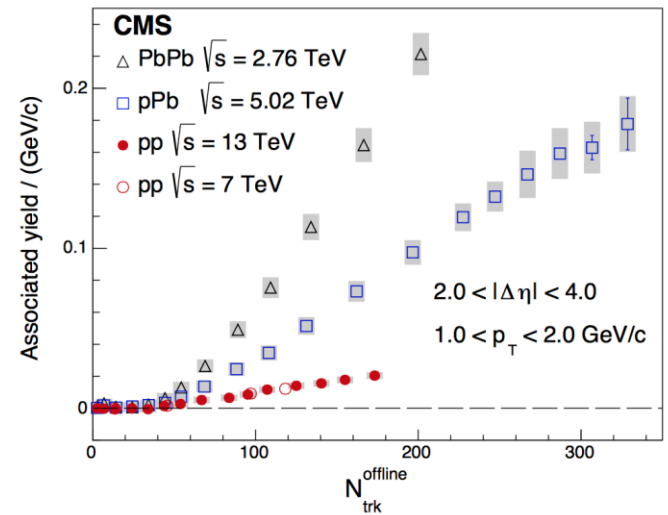 CMS
PbPb √s = 2.76 TeV
pPb √s = 5.02 TeV
pp √s = 13 TeV
pp √s = 7 TeV
2.0 < |Δη| < 4.0
1.0 < p_T < 2.0 GeV/c
Associated yield / (GeV/c)
0.2
0.1
0
0 100 200 300
N_trk^offline